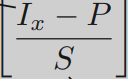 [ I_x − P
S ]